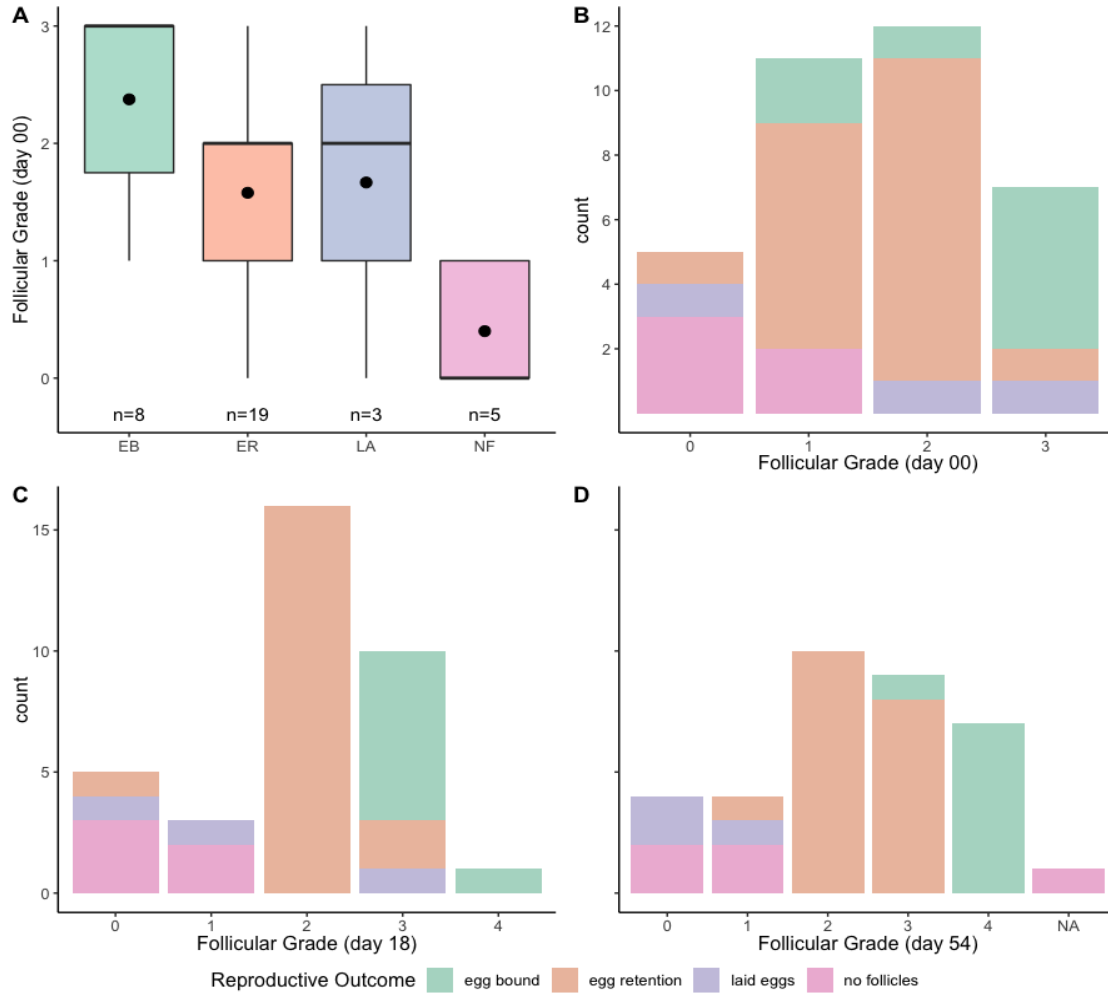 A
Follicular Grade (day 00)
3
2
1
0
n=8 n=19 n=3 n=5
EB ER LA NF
B
count
12
10
8
6
4
2
0 1 2 3
Follicular Grade (day 00)
C
count
15
10
5
0
0 1 2 3 4
Follicular Grade (day 18)
D
0 1 2 3 4 NA
Follicular Grade (day 54)
Reproductive Outcome egg bound egg retention laid eggs no follicles